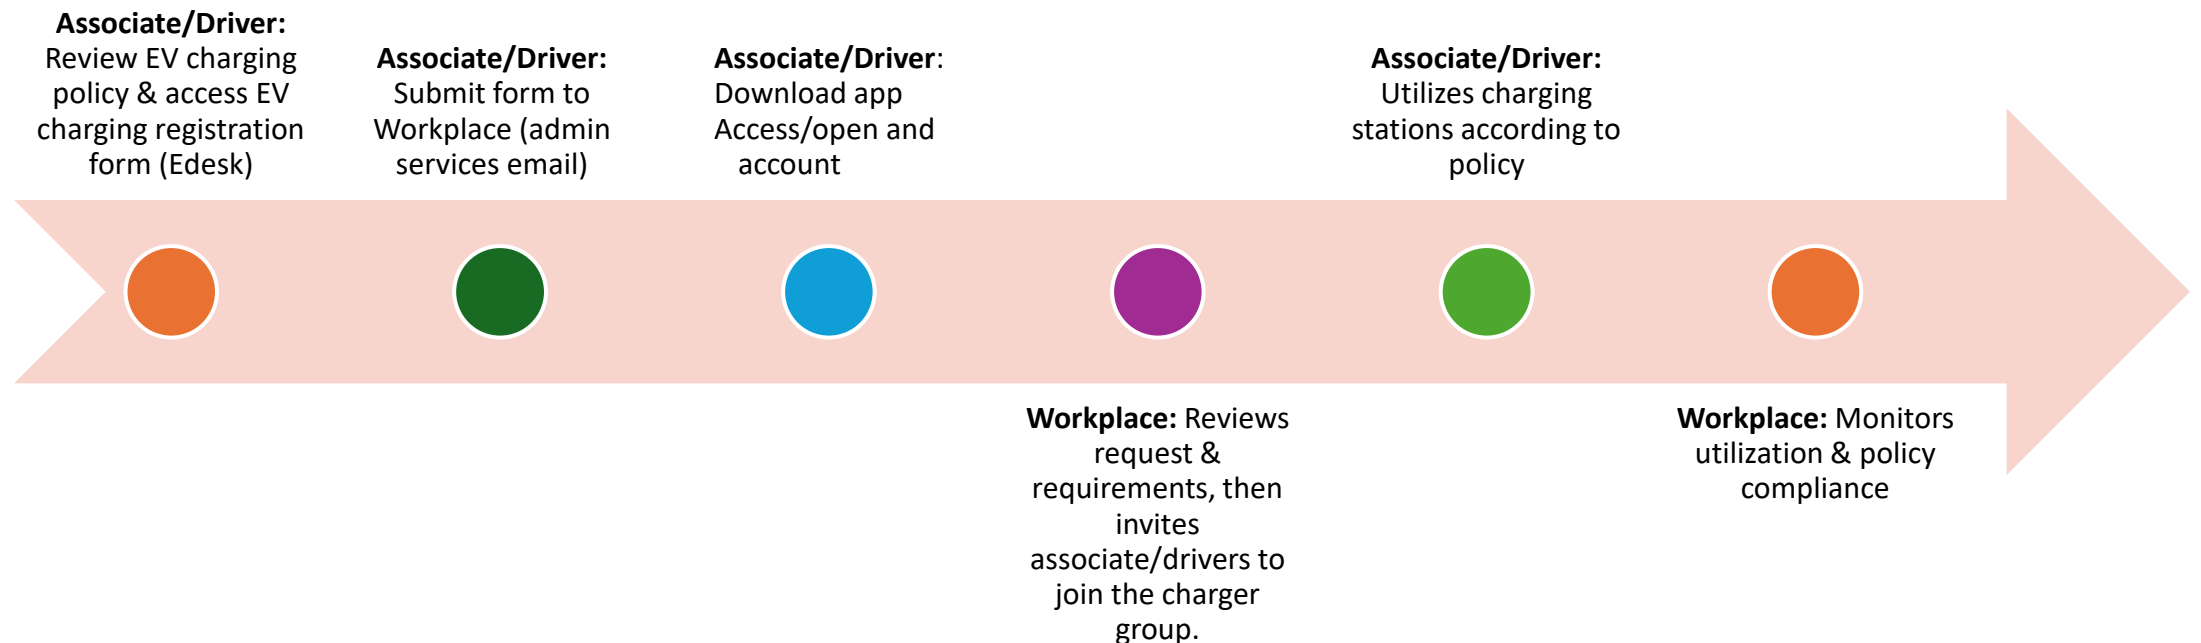 Associate/Driver:
Review EV charging
policy & access EV
charging registration
form (Edesk)
Associate/Driver:
Submit form to
Workplace (admin
services email)
Associate/Driver:
Download app
Access/open and
account
Workplace: Reviews
request &
requirements, then
invites
associate/drivers to
join the charger
group.
Associate/Driver:
Utilizes charging
stations according to
policy
Workplace: Monitors
utilization & policy
compliance